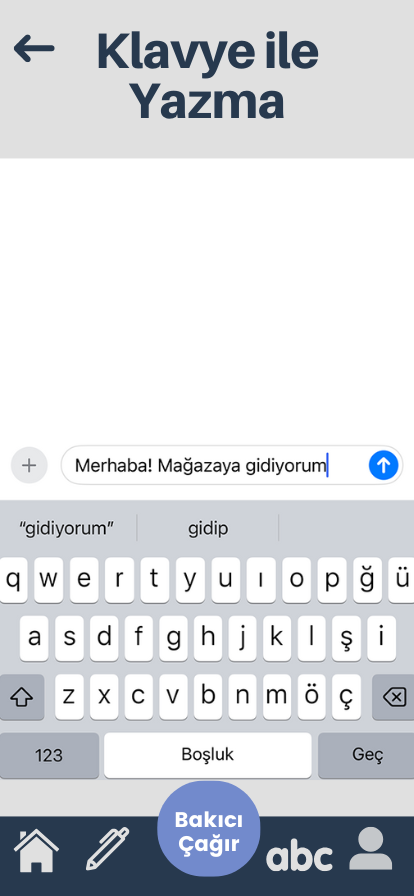 Klavye ile
Yazma
Merhaba! Mağazaya gidiyorum
“gidiyorum” gidip
q w e r t y u ı o p ğ ü
a s d f g h j k l ş i
z x c v b n m ö ç
123 Boşluk Geç
Bakıcı
Çağır
abc